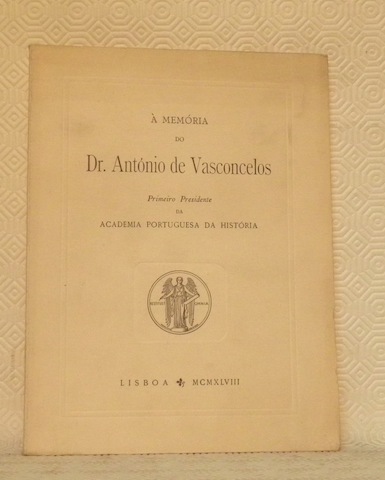 À MEMÓRIA
DO
Dr. António de Vasconcelos
Primeiro Presidente
DA
ACADEMIA PORTUGUESA DA HISTÓRIA
LISBOA MCMXLVIII